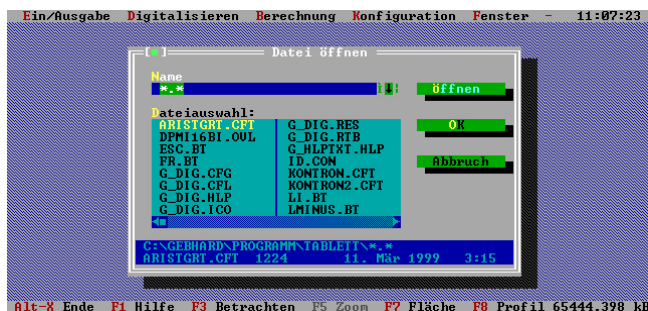 Ein/Ausgabe Digitalisieren Berechnung Konfiguration Fenster - 11:07:23
Datei öffnen
Name
*.*
Öffnen
Dateiauswahl:
ARISTGRT.CFT G_DIG.RES
OK
DPMI16BI.OVL G_DIG.RTB
ESC.BT G_HLPTXT.HLP
FR.BT ID.CON
Abbruch
G_DIG.CFG KONTRON.CFT
G_DIG.CFL KONTRON2.CFT
G_DIG.HLP LI.BT
G_DIG.ICO LMINUS.BT
C:\GEBHARD\PROGRAMM\TABLETT\*.*
ARISTGRT.CFT 1224 11. Mär 1999 3:15
Alt-X Ende F1 Hilfe F3 Betrachten F5 Zoom F7 Fläche F8 Profil 65444.398 kB